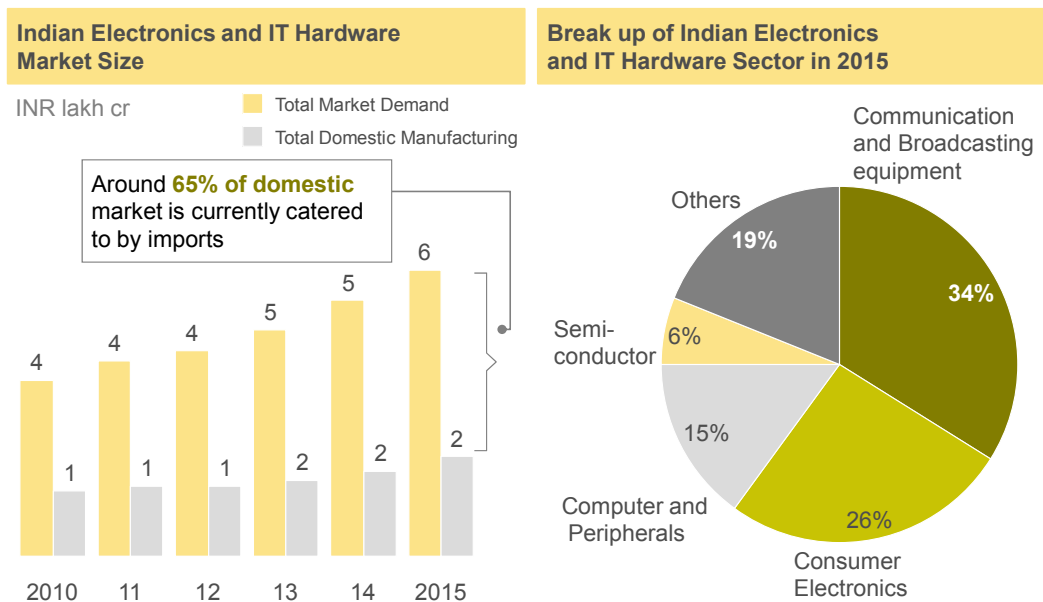 Indian Electronics and IT Hardware
Market Size
INR lakh cr
Total Market Demand
Total Domestic Manufacturing
Around 65% of domestic
market is currently catered
to by imports
4
1
4
1
4
1
5
2
5
2
6
2
2010
11
12
13
14
2015
Break up of Indian Electronics
and IT Hardware Sector in 2015
Communication
and Broadcasting
equipment
34%
Others
19%
Semi-
conductor
6%
15%
Computer and
Peripherals
26%
Consumer
Electronics